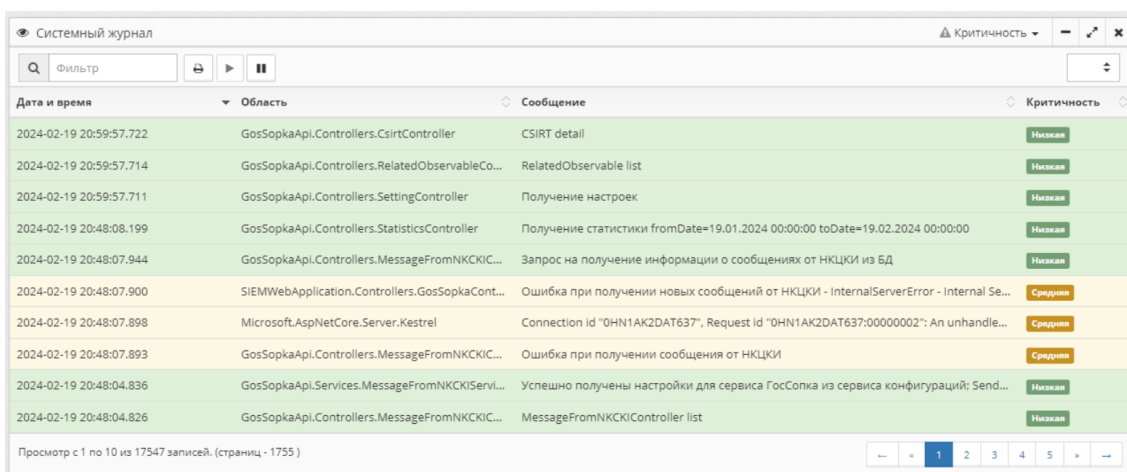 Системный журнал Критичность
Фильтр
Дата и время Область Сообщение Критичность
2024-02-19 20:59:57.722 GosSopkaApi.Controllers.CsirtController CSIRT detail Низкая
2024-02-19 20:59:57.714 GosSopkaApi.Controllers.RelatedObservableCo... RelatedObservable list Низкая
2024-02-19 20:59:57.711 GosSopkaApi.Controllers.SettingController Получение настроек Низкая
2024-02-19 20:48:08.199 GosSopkaApi.Controllers.StatisticsController Получение статистики fromDate=19.01.2024 00:00:00 toDate=19.02.2024 00:00:00 Низкая
2024-02-19 20:48:07.944 GosSopkaApi.Controllers.MessageFromNKCKIC... Запрос на получение информации о сообщениях от НКЦКИ из БД Низкая
2024-02-19 20:48:07.900 SIEMWebApplication.Controllers.GosSopkaCont... Ошибка при получении новых сообщений от НКЦКИ - InternalServerError - Internal Se... Средняя
2024-02-19 20:48:07.898 Microsoft.AspNetCore.Server.Kestrel Connection id "0HN1AK2DAT637", Request id "0HN1AK2DAT637:00000002": An unhandle... Средняя
2024-02-19 20:48:07.893 GosSopkaApi.Controllers.MessageFromNKCKIC... Ошибка при получении сообщения от НКЦКИ Средняя
2024-02-19 20:48:04.836 GosSopkaApi.Services.MessageFromNKCKIServi... Успешно получены настройки для сервиса ГосСопка из сервиса конфигураций; Send... Низкая
2024-02-19 20:48:04.826 GosSopkaApi.Controllers.MessageFromNKCKIC... MessageFromNKCKIController list Низкая
Просмотр с 1 по 10 из 17547 записей. (страниц - 1755 ) ← « 1 2 3 4 5 » →